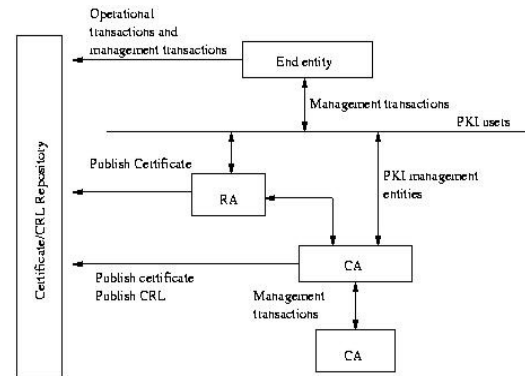 Operational
transactions and
management transactions
End entity
Management transactions
PKI users
Publish Certificate
RA
PKI management
entities
Certificate/CRL Repository
CA
Publish certificate
Publish CRL
Management
transactions
CA